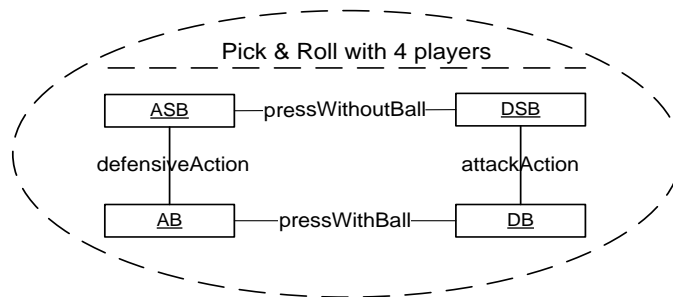 Pick & Roll with 4 players
ASB pressWithoutBall DSB
defensiveAction attackAction
AB pressWithBall DB